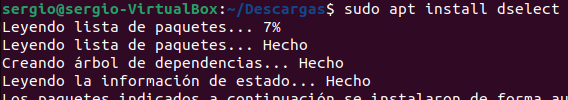 sergio@sergio-VirtualBox:~/Descargas$ sudo apt install dselect
Leyendo lista de paquetes... 7%
Leyendo lista de paquetes... Hecho
Creando árbol de dependencias... Hecho
Leyendo la información de estado... Hecho
Los paquetes indicados a continuación se instalaron de forma au